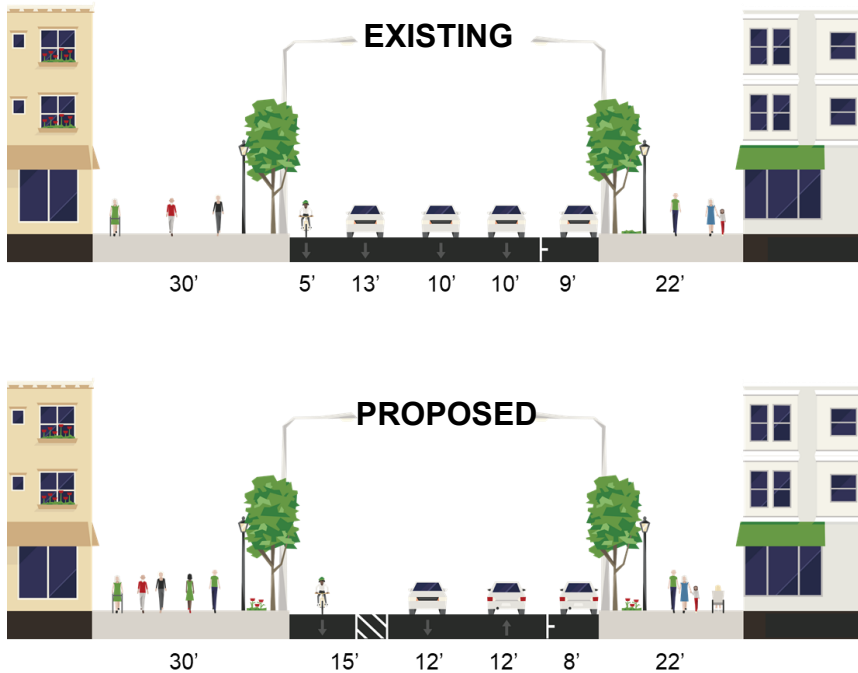 EXISTING
30’ 5’ 13’ 10’ 10’ 9’ 22’
PROPOSED
30’ 15’ 12’ 12’ 8’ 22’